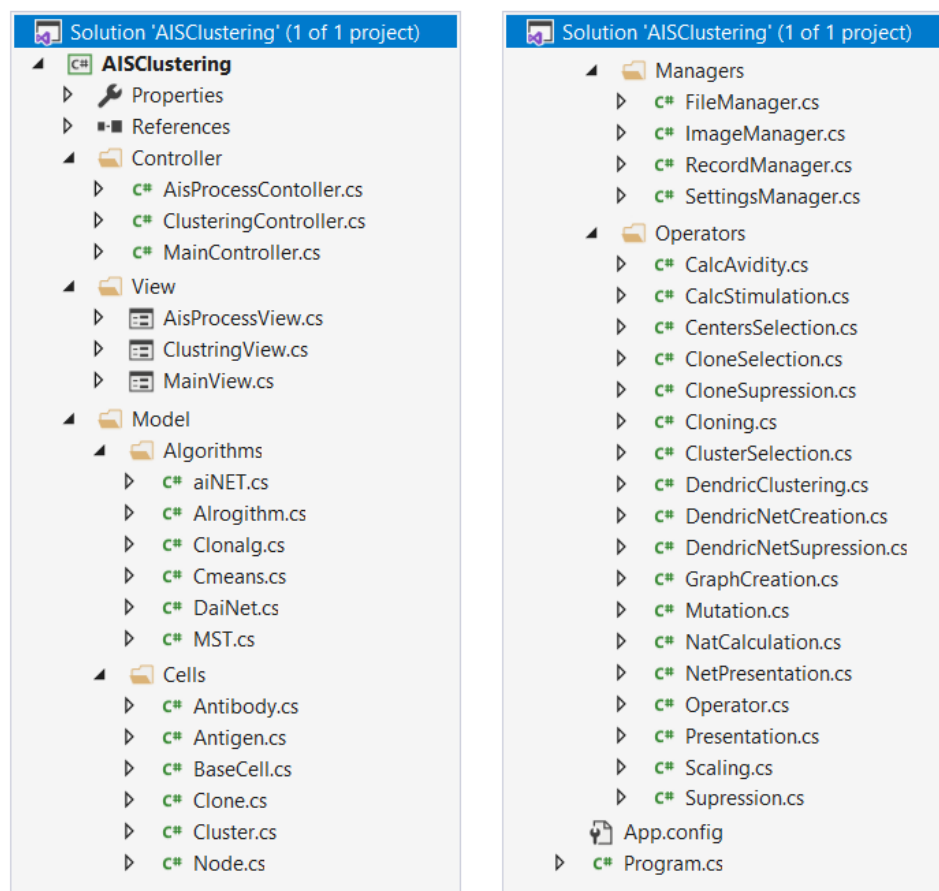 Solution 'AISClustering' (1 of 1 project)
C# AISClustering
Properties
References
Controller
C# AisProcessContoller.cs
C# ClusteringController.cs
C# MainController.cs
View
AisProcessView.cs
ClustringView.cs
MainView.cs
Model
Algorithms
C# aiNET.cs
C# Alrogithm.cs
C# Clonalg.cs
C# Cmeans.cs
C# DaiNet.cs
C# MST.cs
Cells
C# Antibody.cs
C# Antigen.cs
C# BaseCell.cs
C# Clone.cs
C# Cluster.cs
C# Node.cs
Solution 'AISClustering' (1 of 1 project)
Managers
C# FileManager.cs
C# ImageManager.cs
C# RecordManager.cs
C# SettingsManager.cs
Operators
C# CalcAvidity.cs
C# CalcStimulation.cs
C# CentersSelection.cs
C# CloneSelection.cs
C# CloneSupression.cs
C# Cloning.cs
C# ClusterSelection.cs
C# DendricClustering.cs
C# DendricNetCreation.cs
C# DendricNetSupression.cs
C# GraphCreation.cs
C# Mutation.cs
C# NatCalculation.cs
C# NetPresentation.cs
C# Operator.cs
C# Presentation.cs
C# Scaling.cs
C# Supression.cs
App.config
C# Program.cs